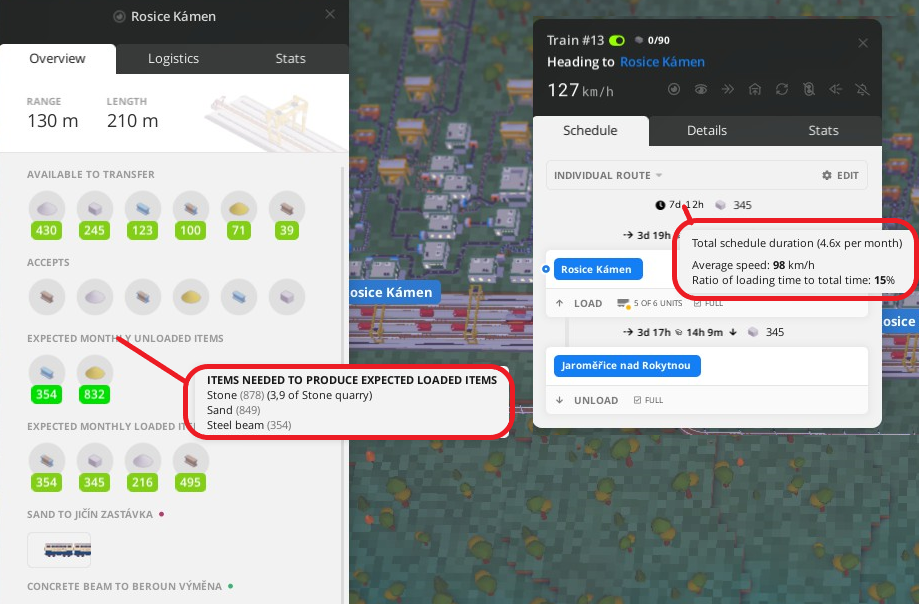 Rosice Kámen
Overview
Logistics
Stats
RANGE
LENGTH
130 m
210 m
AVAILABLE TO TRANSFER
430
245
123
100
71
39
ACCEPTS
EXPECTED MONTHLY UNLOADED ITEMS
354
832
ITEMS NEEDED TO PRODUCE EXPECTED LOADED ITEMS
Stone (878) (3,9 of Stone quarry)
Sand (849)
Steel beam (354)
EXPECTED MONTHLY LOADED ITE
354
345
216
495
SAND TO JIČÍN ZASTÁVKA
CONCRETE BEAM TO BEROUN VÝMĚNA
osice Kámen
osice
Train #13
0/90
Heading to Rosice Kámen
127 km/h
Schedule
Details
Stats
INDIVIDUAL ROUTE
EDIT
7d 12h
345
3d 19h
Total schedule duration (4.6x per month)
Average speed: 98 km/h
Ratio of loading time to total time: 15%
Rosice Kámen
LOAD
5 OF 6 UNITS
FULL
3d 17h
14h 9m
345
Jaroměřice nad Rokytnou
UNLOAD
FULL